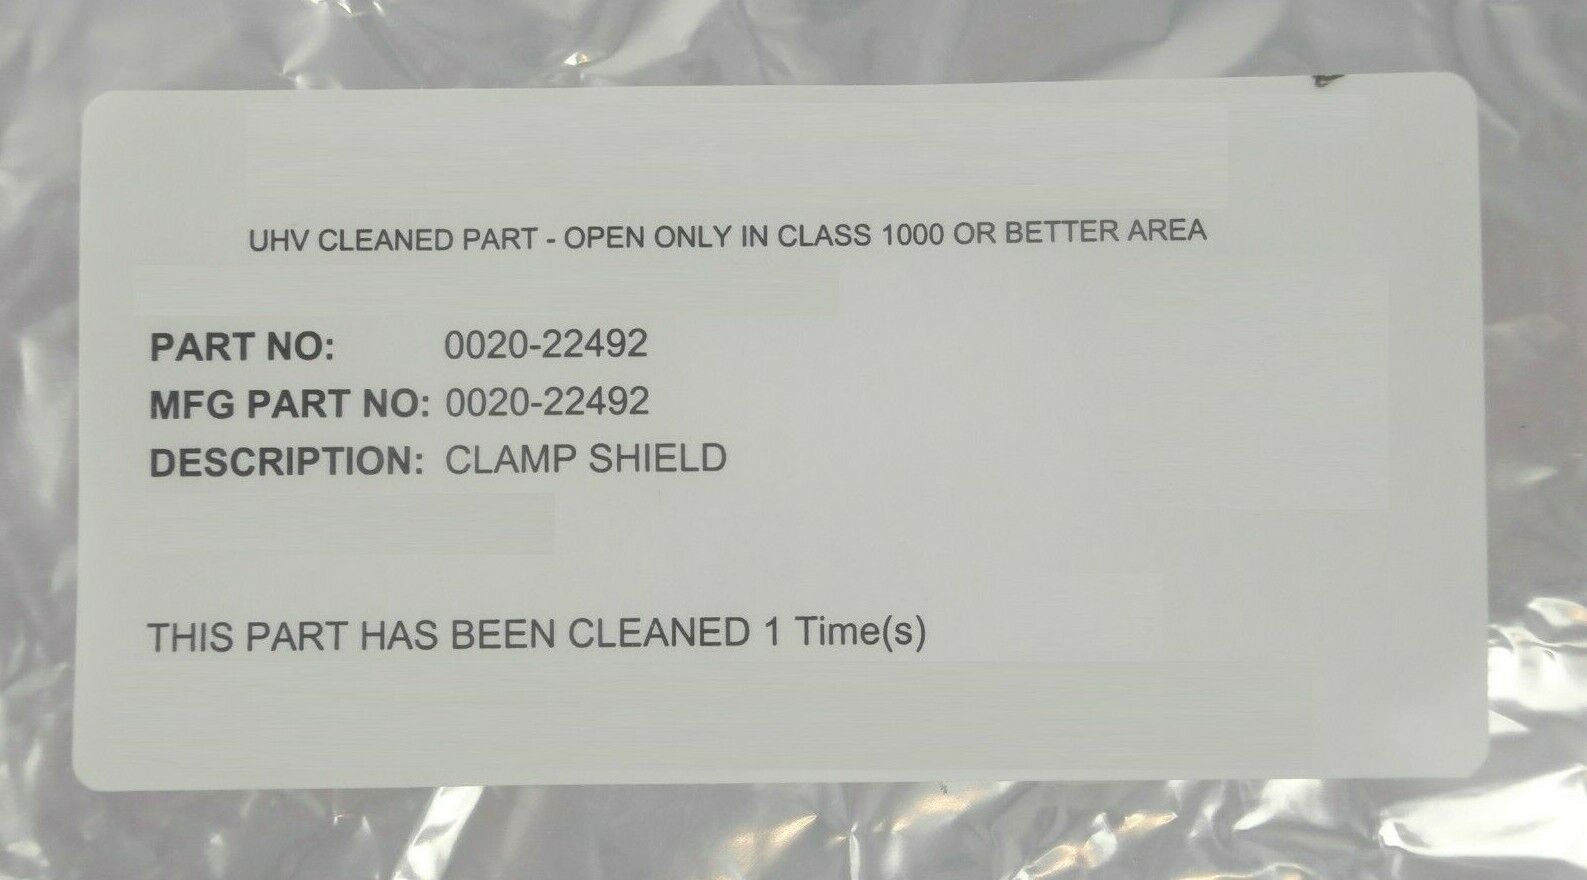 UHV CLEANED PART - OPEN ONLY IN CLASS 1000 OR BETTER AREA
PART NO: 0020-22492
MFG PART NO: 0020-22492
DESCRIPTION: CLAMP SHIELD
THIS PART HAS BEEN CLEANED 1 Time(s)